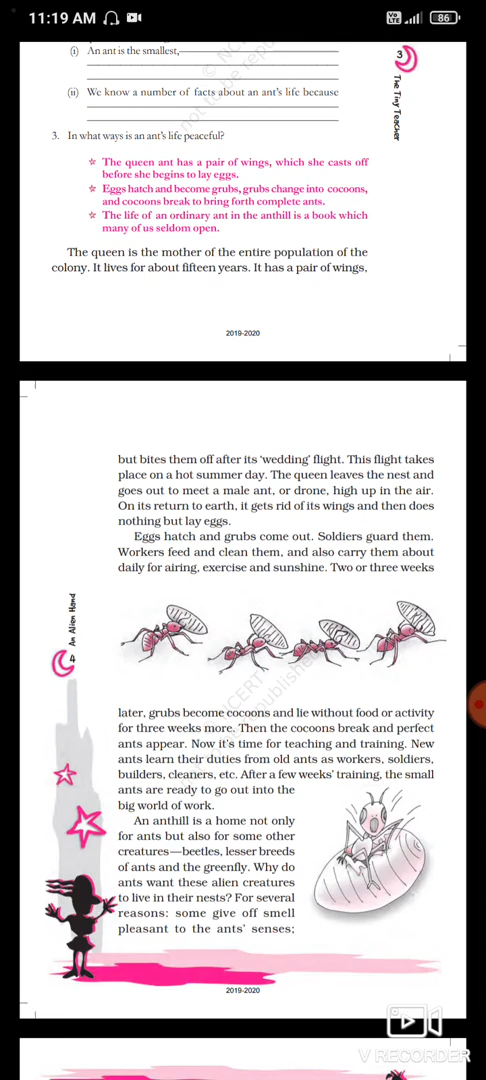 11:19 AM
Vo LTE
86
(i) An ant is the smallest,
3
(ii) We know a number of facts about an ant's life because
The Tiny Teacher
3. In what ways is an ant's life peaceful?
The queen ant has a pair of wings, which she casts off
before she begins to lay eggs.
Eggs hatch and become grubs, grubs change into cocoons,
and cocoons break to bring forth complete ants.
The life of an ordinary ant in the anthill is a book which
many of us seldom open.
The queen is the mother of the entire population of the
colony. It lives for about fifteen years. It has a pair of wings,
2019-2020
but bites them off after its 'wedding' flight. This flight takes
place on a hot summer day. The queen leaves the nest and
goes out to meet a male ant, or drone, high up in the air.
On its return to earth, it gets rid of its wings and then does
nothing but lay eggs.
Eggs hatch and grubs come out. Soldiers guard them.
Workers feed and clean them, and also carry them about
daily for airing, exercise and sunshine. Two or three weeks
An Alien Hand
4
later, grubs become cocoons and lie without food or activity
for three weeks more. Then the cocoons break and perfect
ants appear. Now it's time for teaching and training. New
ants learn their duties from old ants as workers, soldiers,
builders, cleaners, etc. After a few weeks' training, the small
ants are ready to go out into the
big world of work.
An anthill is a home not only
for ants but also for some other
creatures—beetles, lesser breeds
of ants and the greenfly. Why do
ants want these alien creatures
to live in their nests? For several
reasons: some give off smell
pleasant to the ants' senses;
2019-2020
V RECORDER